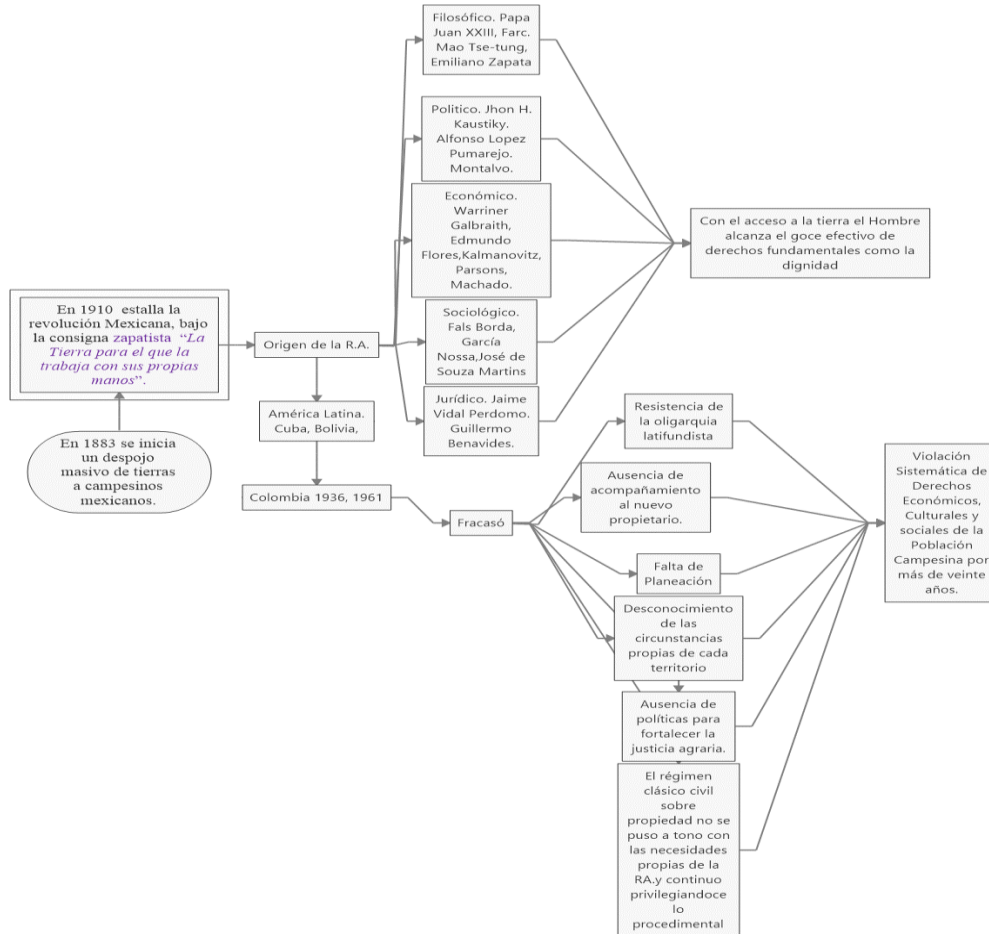 Filosófico. Papa
Juan XXIII, Farc.
Mao Tse-tung,
Emiliano Zapata
Politico. Jhon H.
Kaustiky.
Alfonso Lopez
Pumarejo.
Montalvo.
Económico.
Warriner
Galbraith,
Edmundo
Flores,Kalmanovitz,
Parsons,
Machado.
Con el acceso a la tierra el Hombre
alcanza el goce efectivo de
derechos fundamentales como la
dignidad
En 1910 estalla la
revolución Mexicana, bajo
la consigna zapatista “La
Tierra para el que la
trabaja con sus propias
manos”.
Origen de la R.A.
Sociológico.
Fals Borda,
García
Nossa,José de
Souza Martins
Jurídico. Jaime
Vidal Perdomo.
Guillermo
Benavides.
América Latina.
Cuba, Bolivia,
En 1883 se inicia
un despojo
masivo de tierras
a campesinos
mexicanos.
Colombia 1936, 1961
Fracasó
Resistencia de
la oligarquia
latifundista
Ausencia de
acompañamiento
al nuevo
propietario.
Falta de
Planeación
Desconocimiento
de las
circunstancias
propias de cada
territorio
Ausencia de
políticas para
fortalecer la
justicia agraria.
El régimen
clásico civil
sobre
propiedad no se
puso a tono con
las necesidades
propias de la
RA.y continuo
privilegiandoce
lo
procedimental
Violación
Sistemática de
Derechos
Económicos,
Culturales y
sociales de la
Población
Campesina por
más de veinte
años.